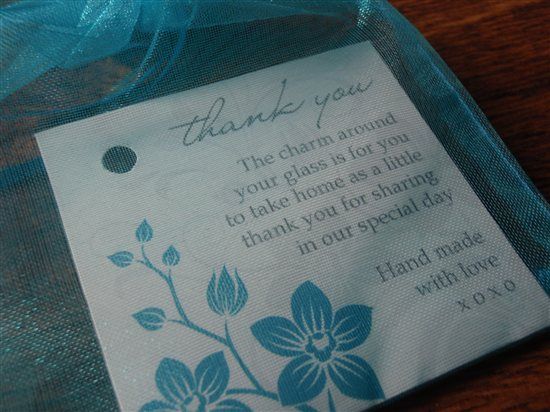 thank you
The charm around
your glass is for you
to take home as a little
thank you for sharing
in our special day
Hand made
with love
xoxo